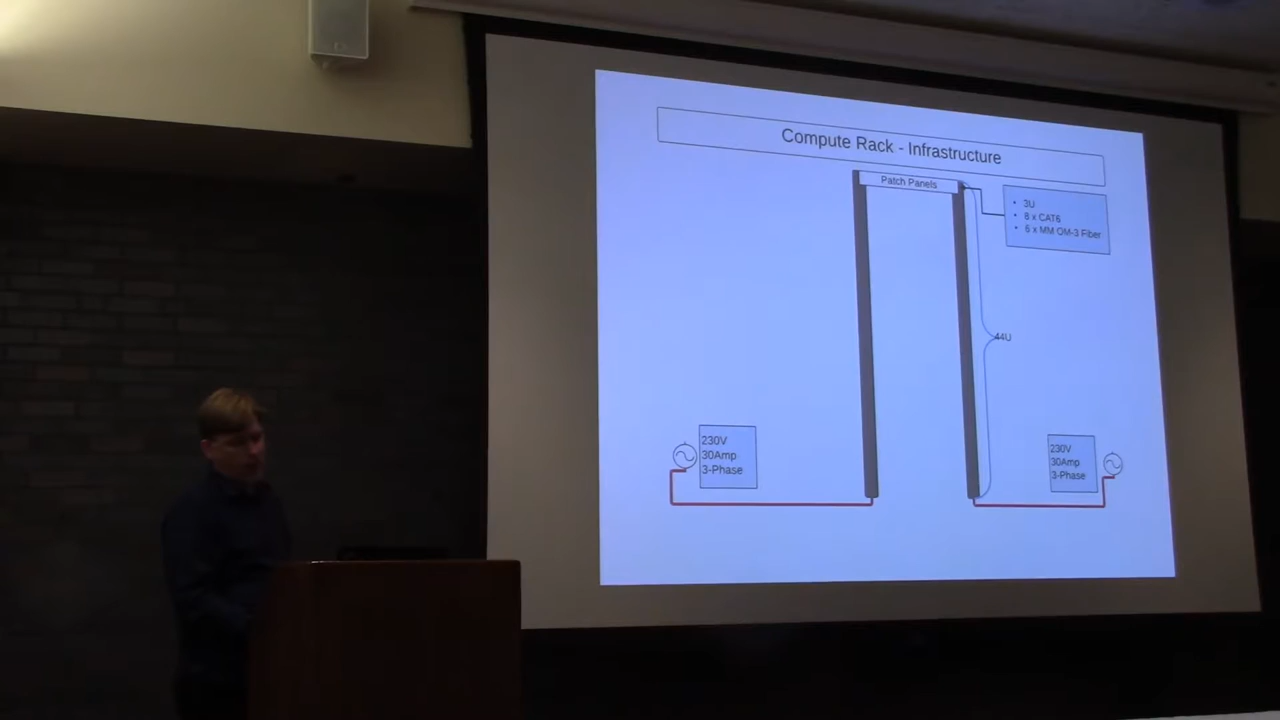 Compute Rack - Infrastructure
Patch Panels
• 3U
• 8 x CAT6
• 6 x MM OM-3 Fiber
44U
230V
30Amp
3-Phase
230V
30Amp
3-Phase